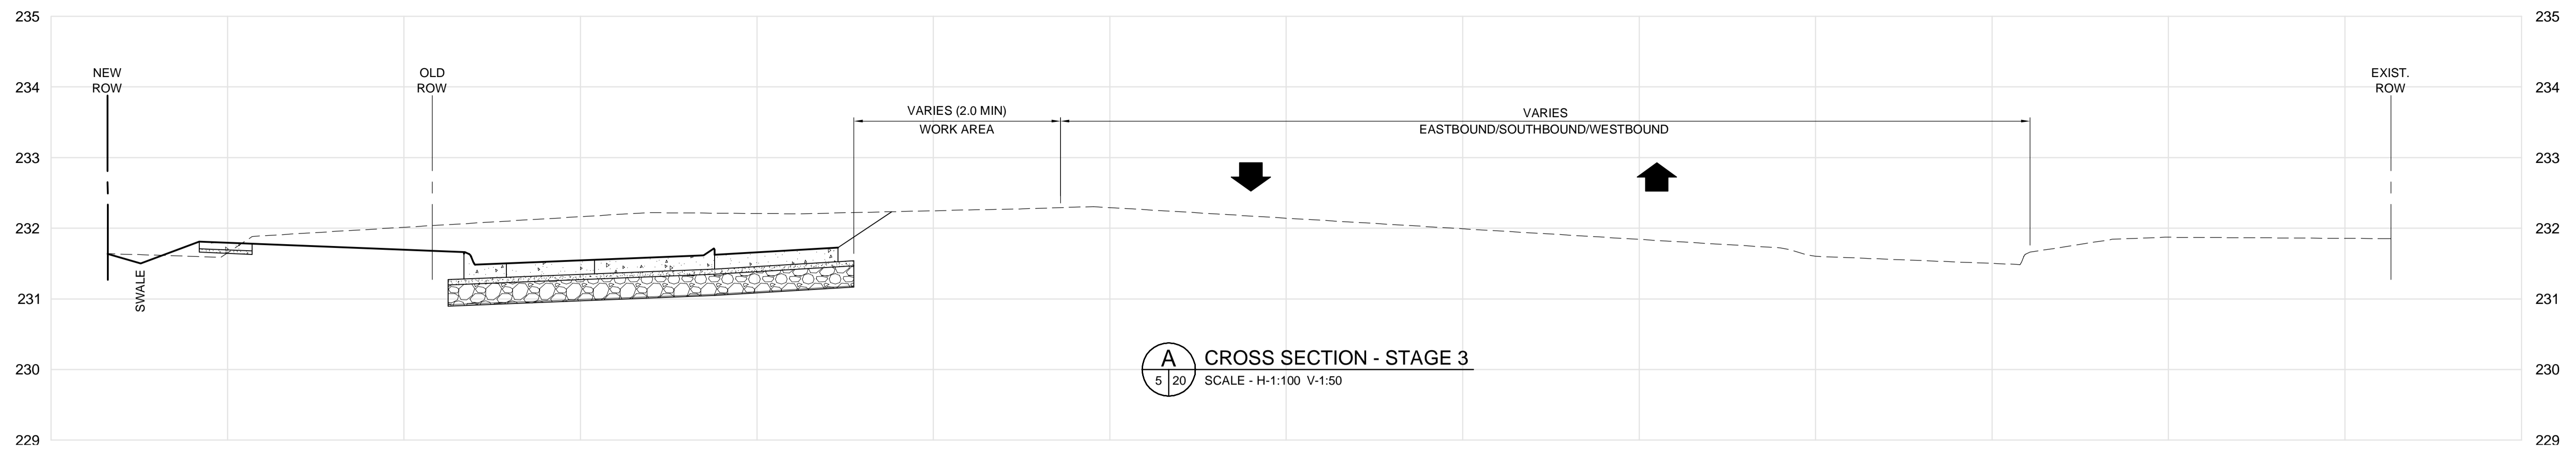 235
235
NEW
ROW
OLD
ROW
EXIST.
ROW
234
234
VARIES (2.0 MIN)
WORK AREA
VARIES
EASTBOUND/SOUTHBOUND/WESTBOUND
233
233
232
232
SWALE
231
231
A
5 20
CROSS SECTION - STAGE 3
SCALE - H-1:100 V-1:50
230
230
229
229